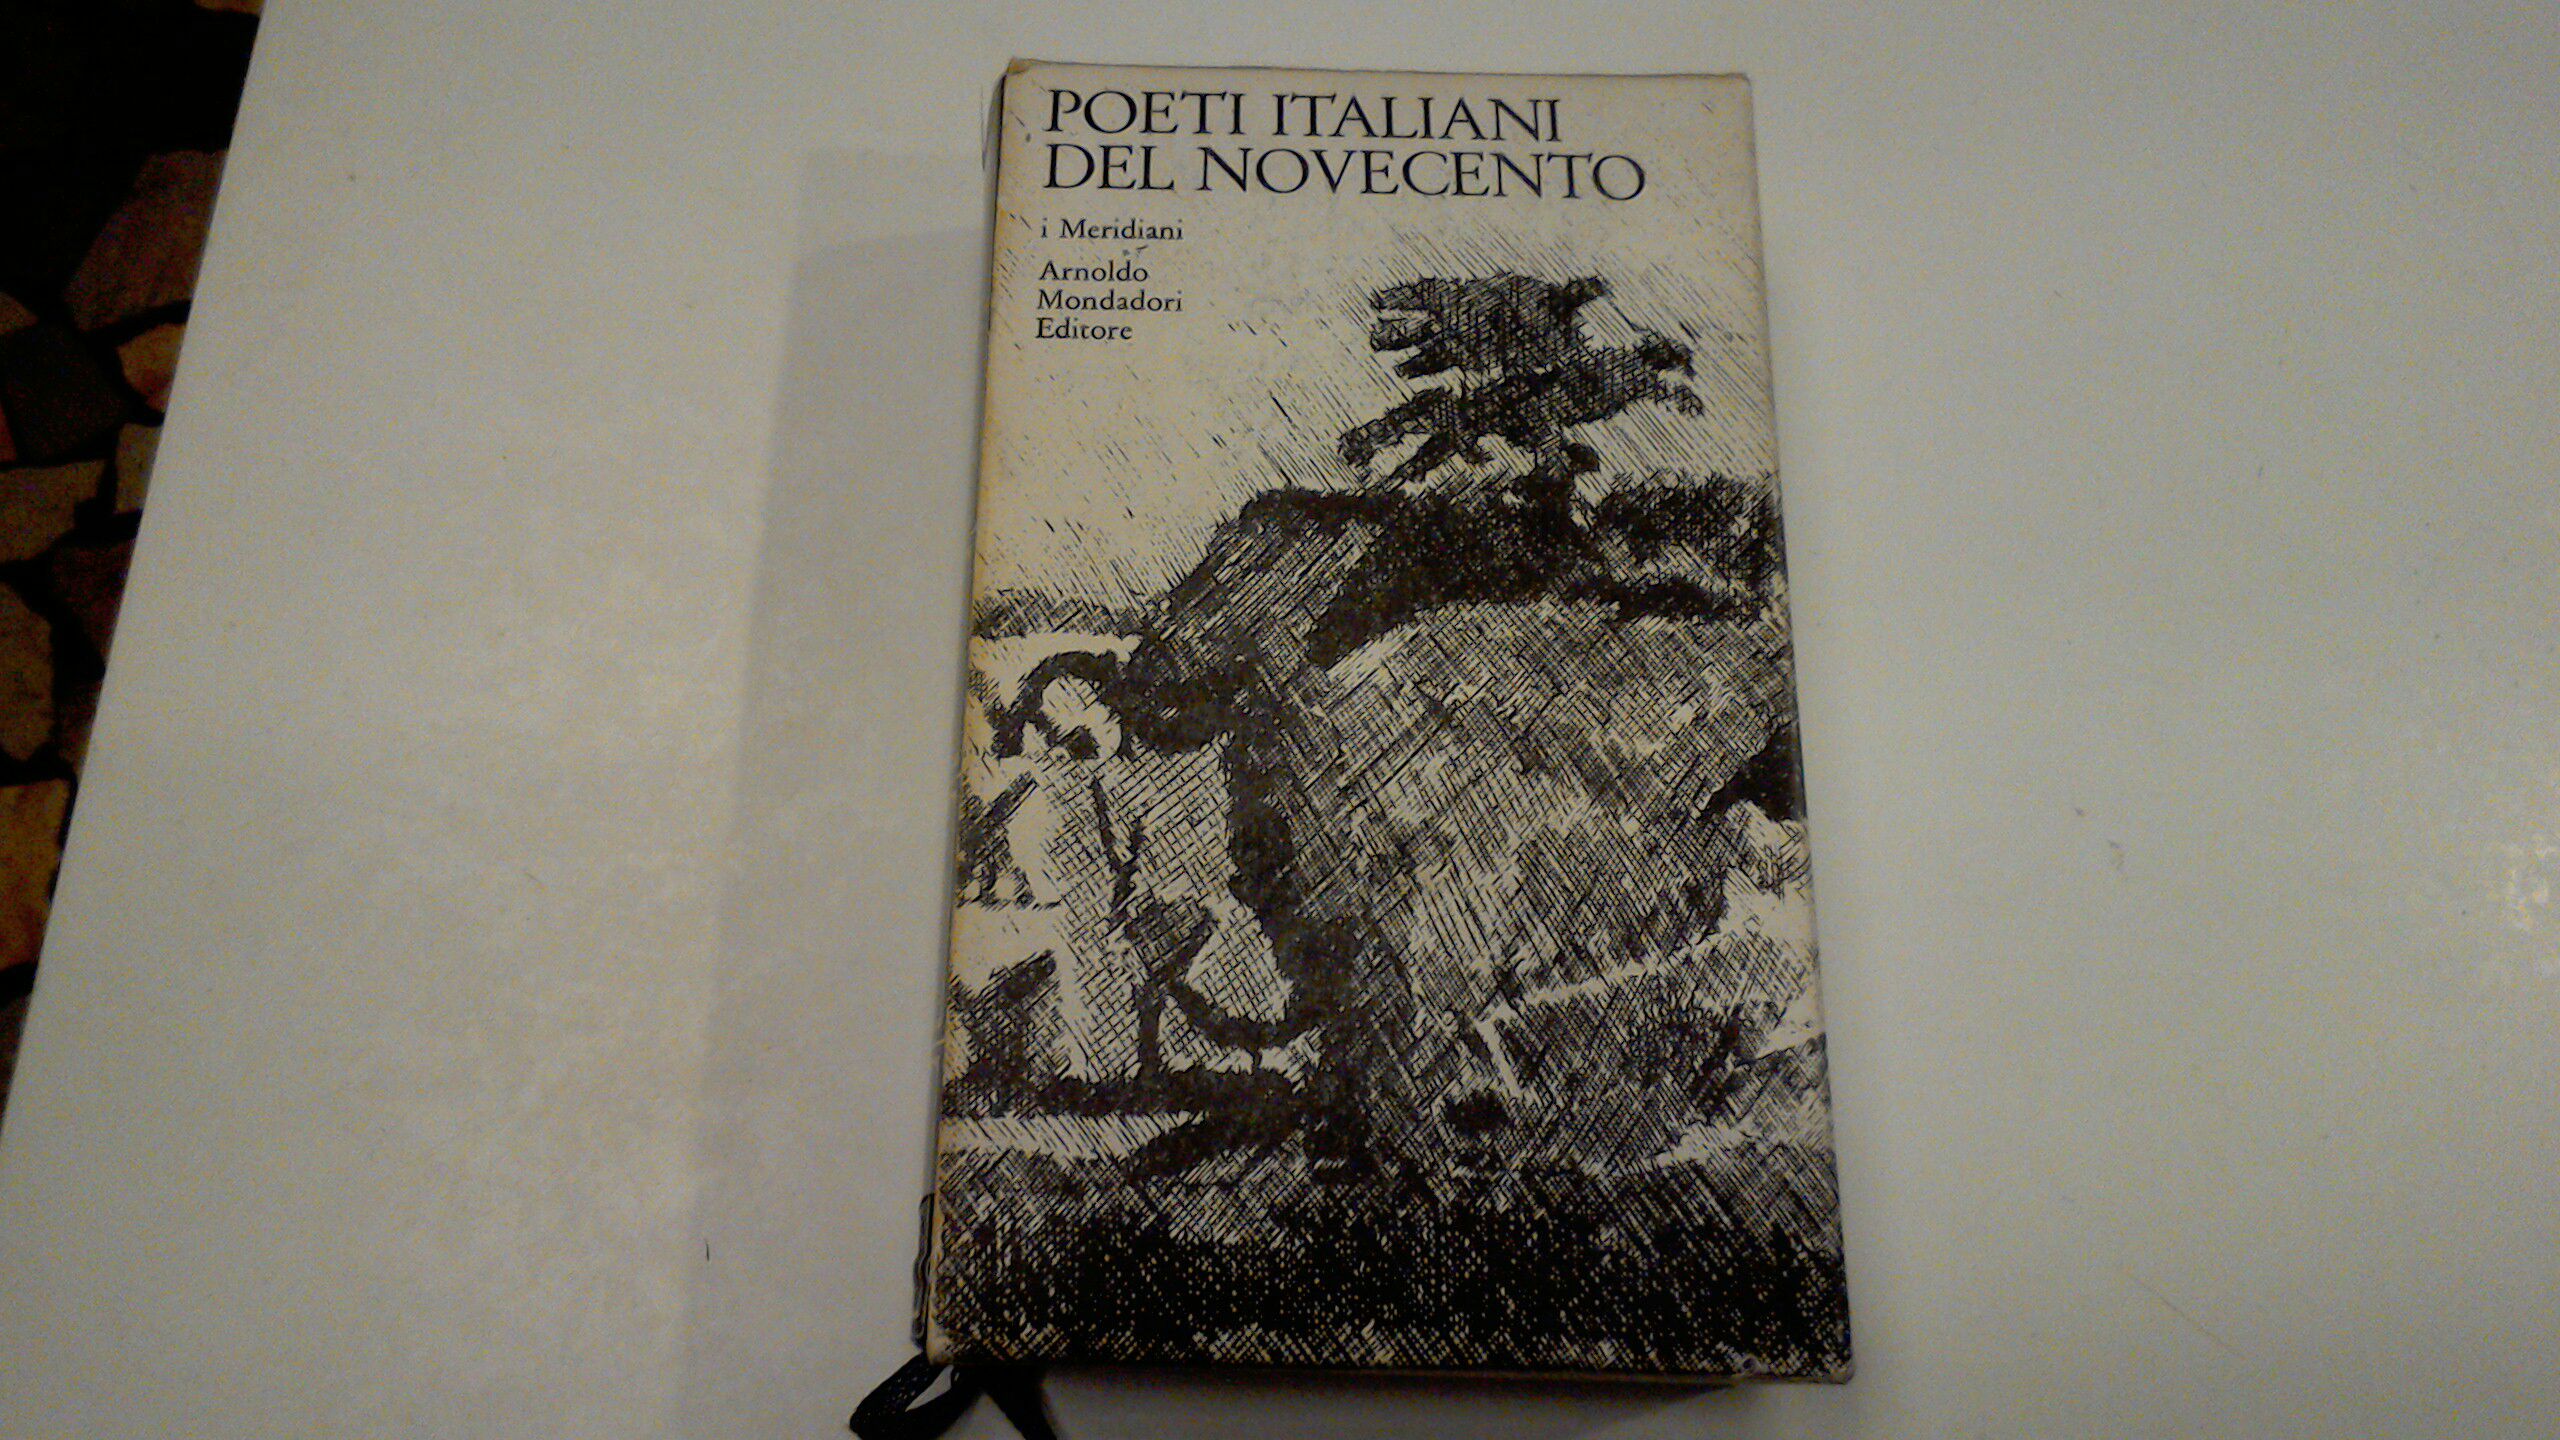 POETI ITALIANI
DEL NOVECENTO
i Meridiani
Arnoldo
Mondadori
Editore